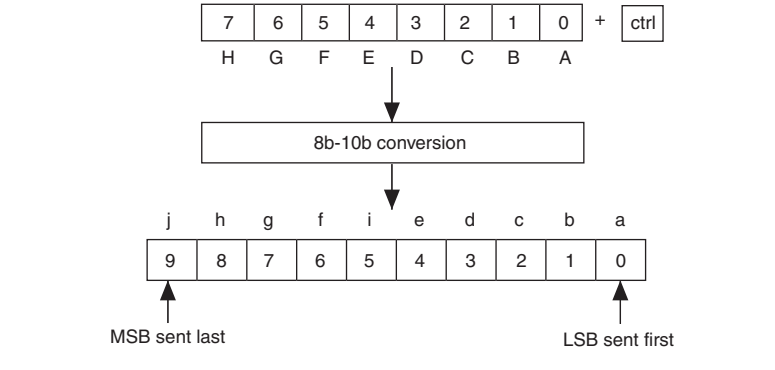 7 6 5 4 3 2 1 0 + ctrl
H G F E D C B A
8b-10b conversion
j h g f i e d c b a
9 8 7 6 5 4 3 2 1 0
MSB sent last LSB sent first